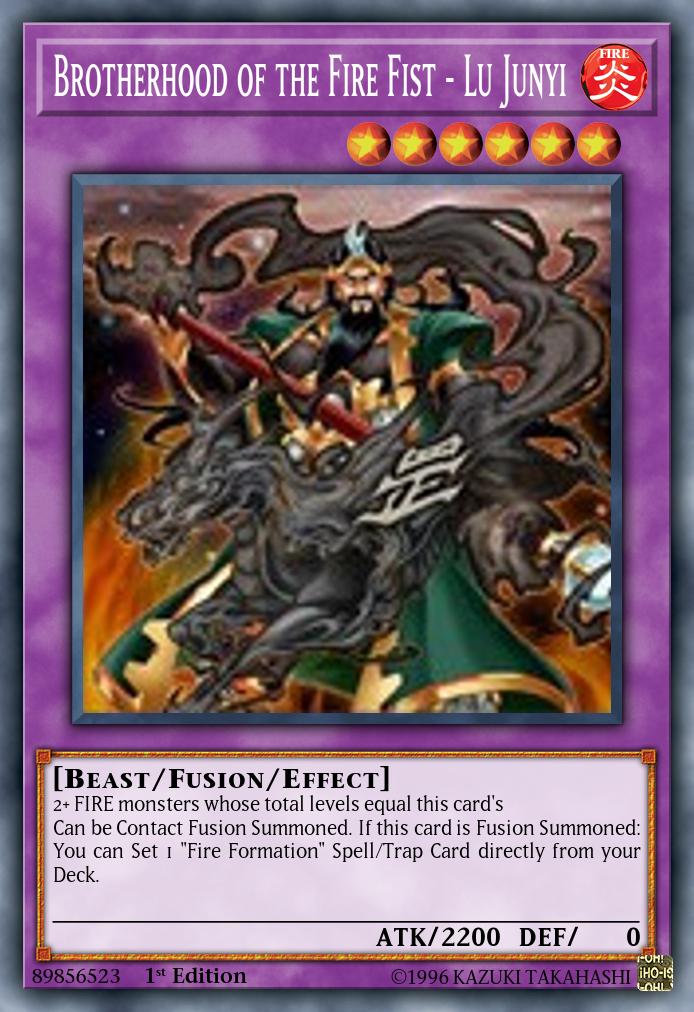 BROTHERHOOD OF THE FIRE FIST - LU JUNYI
FIRE
炎
[BEAST/FUSION/EFFECT]
2+ FIRE monsters whose total levels equal this card's
Can be Contact Fusion Summoned. If this card is Fusion Summoned:
You can Set 1 "Fire Formation" Spell/Trap Card directly from your
Deck.
ATK/2200 DEF/ 0
89856523 1st Edition ©1996 KAZUKI TAKAHASHI